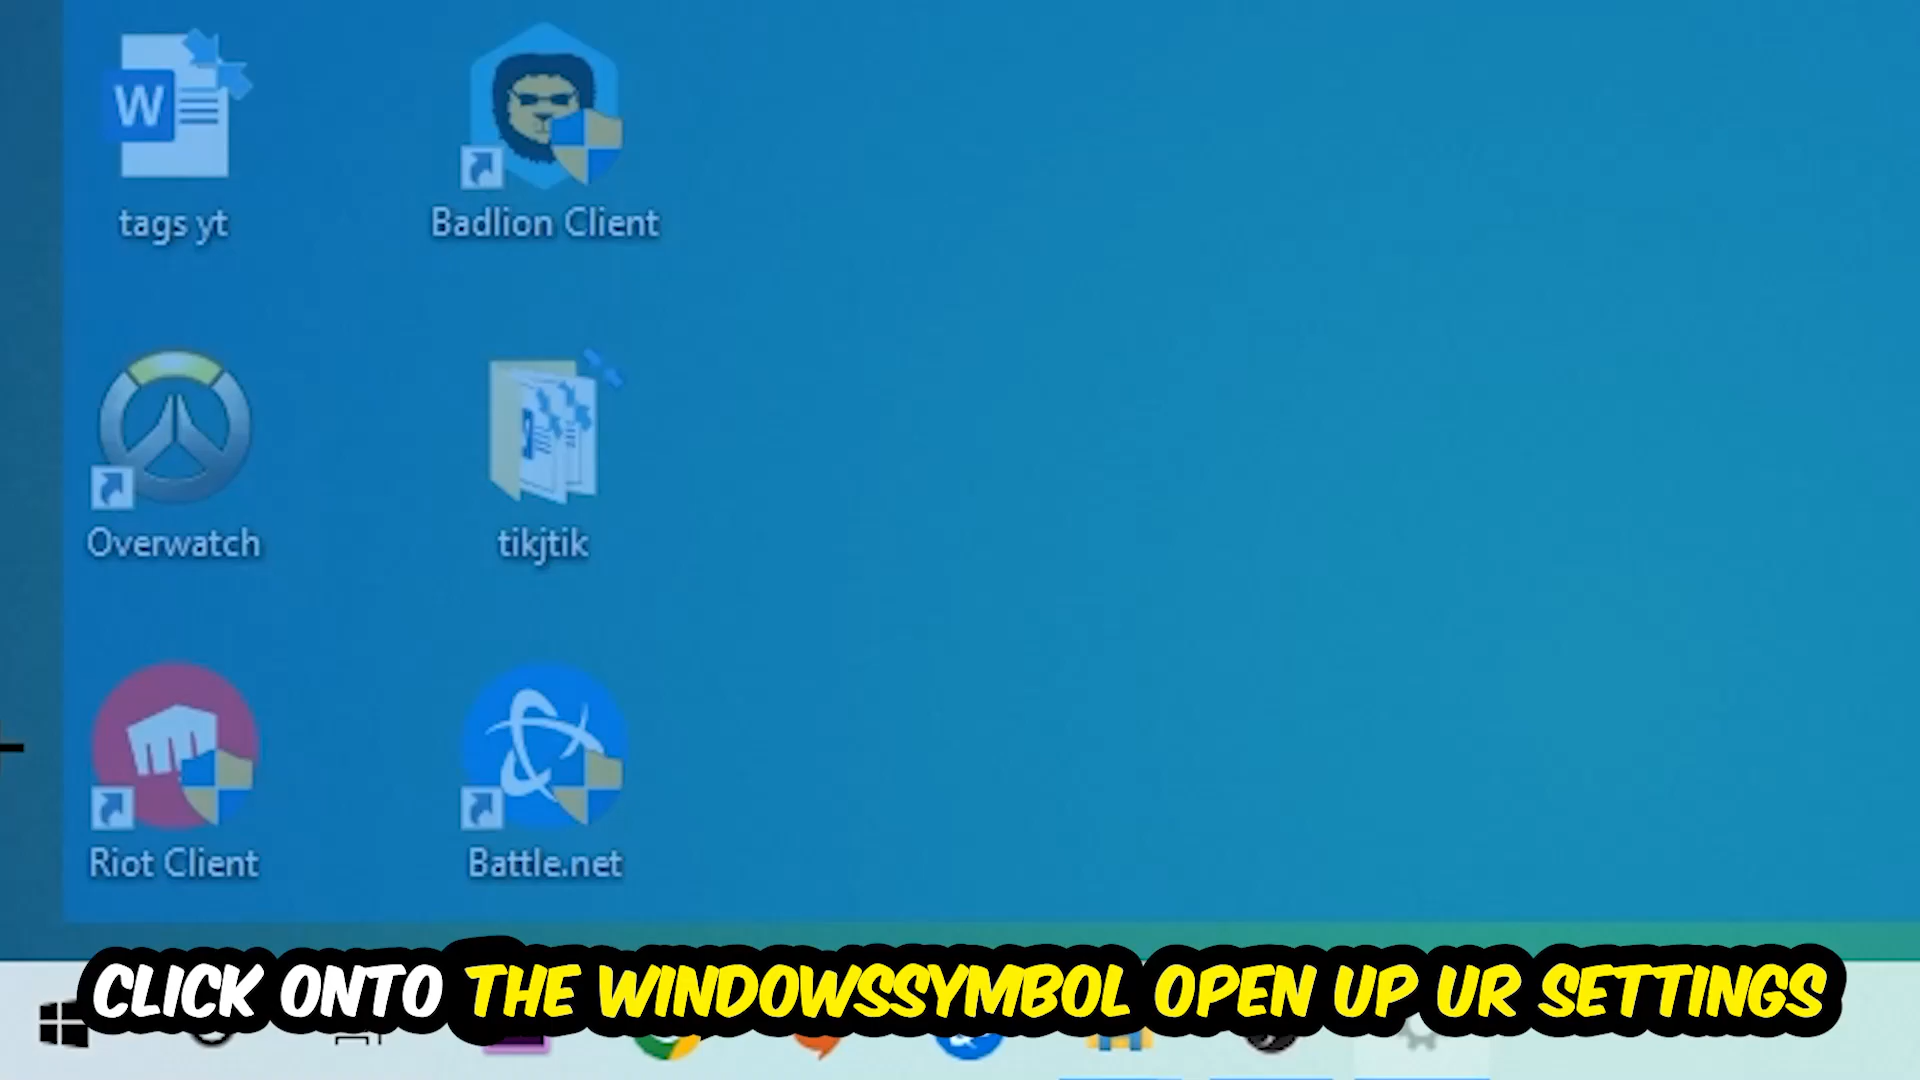 W
tags yt
Badlion Client
Overwatch
tikjtik
Riot Client
Battle.net
CLICK ONTO THE WINDOWSSYMBOL OPEN UP UR SETTINGS